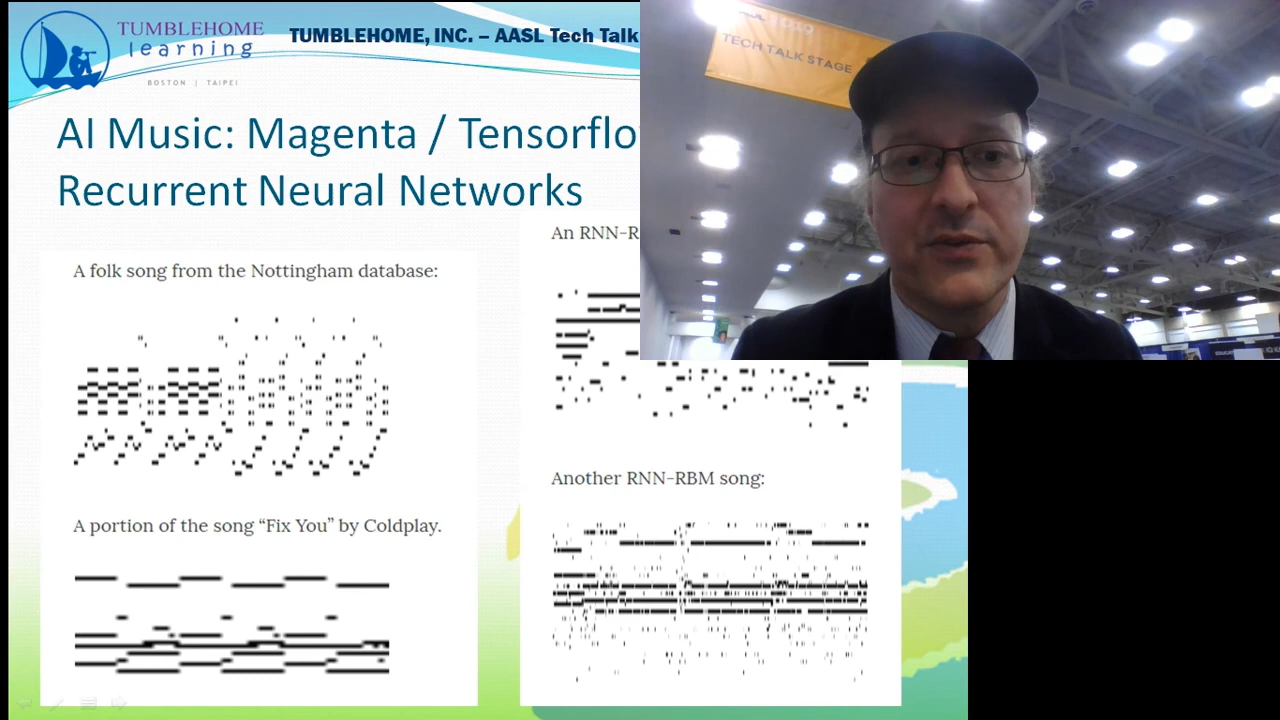 TUMBLEHOME
learning
BOSTON | TAIPEI
TUMBLEHOME, INC. – AASL Tech Talk
TECH TALK STAGE
AI Music: Magenta / Tensorflo
Recurrent Neural Networks
A folk song from the Nottingham database:
A portion of the song “Fix You” by Coldplay.
An RNN-R
Another RNN-RBM song: